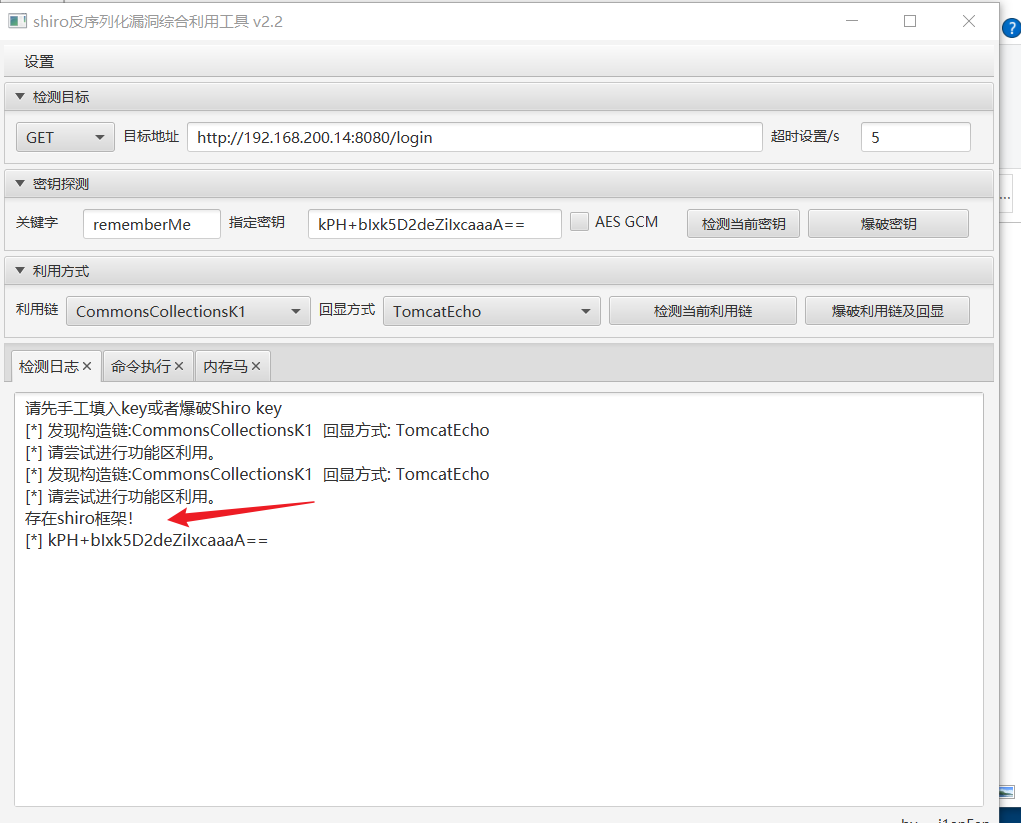 shiro反序列化漏洞综合利用工具 v2.2
设置
检测目标
GET 目标地址 http://192.168.200.14:8080/login 超时设置/s 5
密钥探测
关键字 rememberMe 指定密钥 kPH+bIxk5D2deZiIxcaaaA== AES GCM 检测当前密钥 爆破密钥
利用方式
利用链 CommonsCollectionsK1 回显方式 TomcatEcho 检测当前利用链 爆破利用链及回显
检测日志 命令执行 内存马
请先手工填入key或者爆破Shiro key
[*] 发现构造链:CommonsCollectionsK1 回显方式: TomcatEcho
[*] 请尝试进行功能区利用。
[*] 发现构造链:CommonsCollectionsK1 回显方式: TomcatEcho
[*] 请尝试进行功能区利用。
存在shiro框架！
[*] kPH+bIxk5D2deZiIxcaaaA==